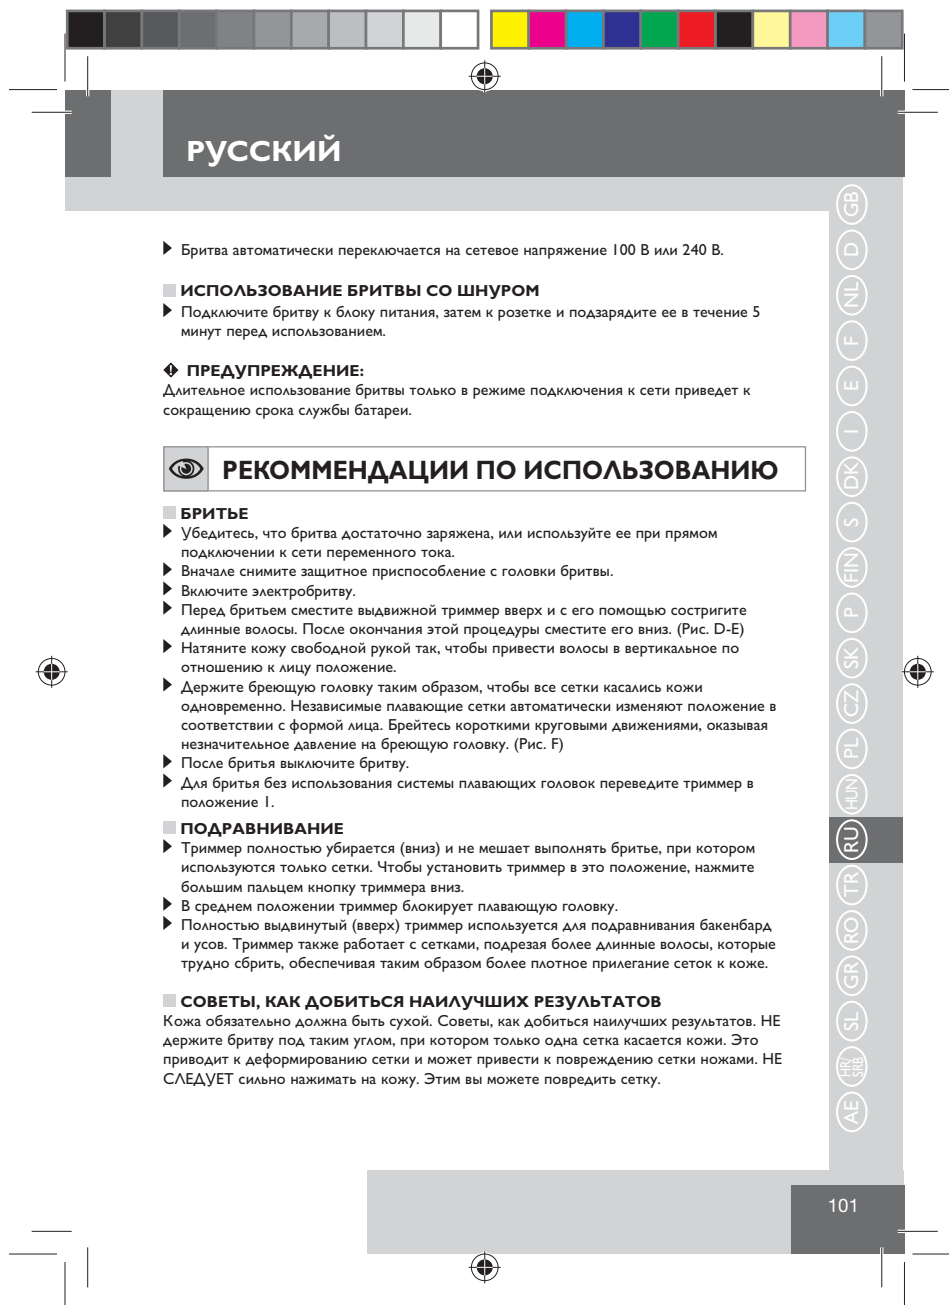 РУССКИЙ
Бритва автоматически переключается на сетевое напряжение 100 В или 240 В.
ИСПОЛЬЗОВАНИЕ БРИТВЫ СО ШНУРОМ
Подключите бритву к блоку питания, затем к розетке и подзарядите ее в течение 5
минут перед использованием.
ПРЕДУПРЕЖДЕНИЕ:
Длительное использование бритвы только в режиме подключения к сети приведет к
сокращению срока службы батареи.
РЕКОММЕНДАЦИИ ПО ИСПОЛЬЗОВАНИЮ
БРИТЬЕ
Убедитесь, что бритва достаточно заряжена, или используйте ее при прямом
подключении к сети переменного тока.
Вначале снимите защитное приспособление с головки бритвы.
Включите электробритву.
Перед бритьем сместите выдвижной триммер вверх и с его помощью состригите
длинные волосы. После окончания этой процедуры сместите его вниз. (Рис. D-E)
Натяните кожу свободной рукой так, чтобы привести волосы в вертикальное по
отношению к лицу положение.
Держите бреющую головку таким образом, чтобы все сетки касались кожи
одновременно. Независимые плавающие сетки автоматически изменяют положение в
соответствии с формой лица. Брейтесь короткими круговыми движениями, оказывая
незначительное давление на бреющую головку. (Рис. F)
После бритья выключите бритву.
Для бритья без использования системы плавающих головок переведите триммер в
положение 1.
ПОДРАВНИВАНИЕ
Триммер полностью убирается (вниз) и не мешает выполнять бритье, при котором
используются только сетки. Чтобы установить триммер в это положение, нажмите
большим пальцем кнопку триммера вниз.
В среднем положении триммер блокирует плавающую головку.
Полностью выдвинутый (вверх) триммер используется для подравнивания бакенбард
и усов. Триммер также работает с сетками, подрезая более длинные волосы, которые
трудно сбрить, обеспечивая таким образом более плотное прилегание сеток к коже.
СОВЕТЫ, КАК ДОБИТЬСЯ НАИЛУЧШИХ РЕЗУЛЬТАТОВ
Кожа обязательно должна быть сухой. Советы, как добиться наилучших результатов. НЕ
держите бритву под таким углом, при котором только одна сетка касается кожи. Это
приводит к деформированию сетки и может привести к повреждению сетки ножами. НЕ
СЛЕДУЕТ сильно нажимать на кожу. Этим вы можете повредить сетку.
GB
D
NL
F
E
I
DK
S
FIN
P
SK
CZ
PL
HUN
RU
TR
RO
GR
SL
HR/
SRB
AE
101